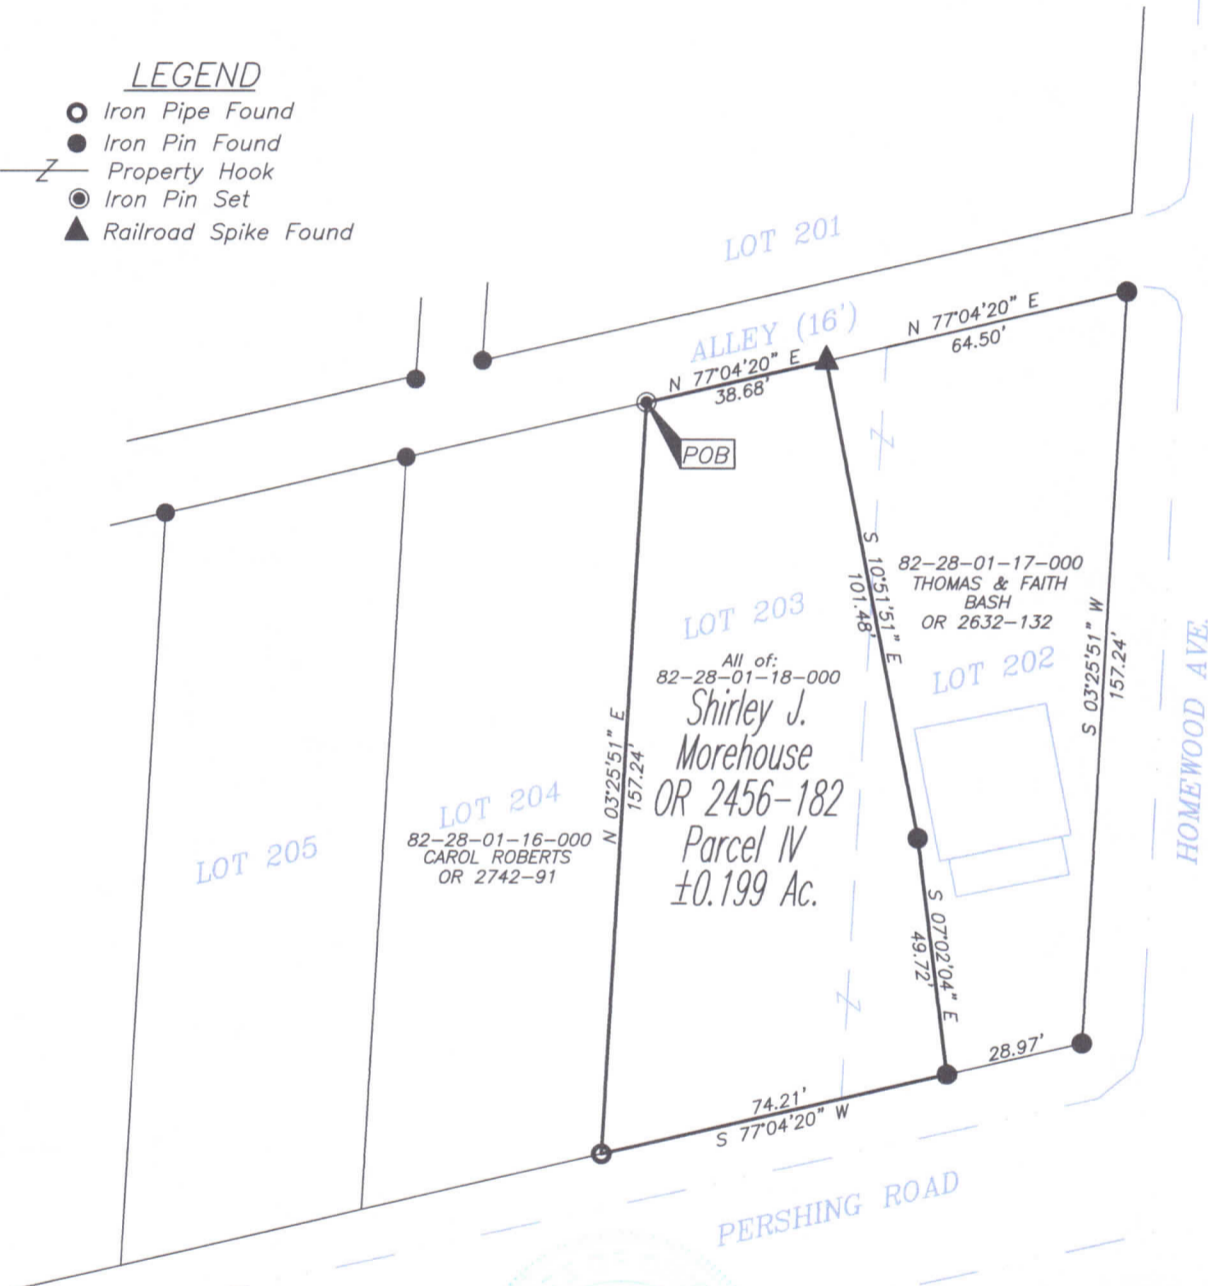 LEGEND
Iron Pipe Found
Iron Pin Found
Z Property Hook
Iron Pin Set
Railroad Spike Found
LOT 201
ALLEY (16')
N 77°04'20" E
64.50'
N 77°04'20" E
38.68'
POB
Z
S 10°51'51" E
101.48'
82-28-01-17-000
THOMAS & FAITH
BASH
OR 2632-132
LOT 202
S 03°25'51" W
157.24'
HOMEWOOD AVE.
LOT 203
All of:
82-28-01-18-000
Shirley J.
Morehouse
OR 2456-182
Parcel IV
±0.199 Ac.
N 03°25'51" E
157.24'
LOT 204
82-28-01-16-000
CAROL ROBERTS
OR 2742-91
LOT 205
S 07°02'04" E
49.72'
Z
28.97'
74.21'
S 77°04'20" W
PERSHING ROAD